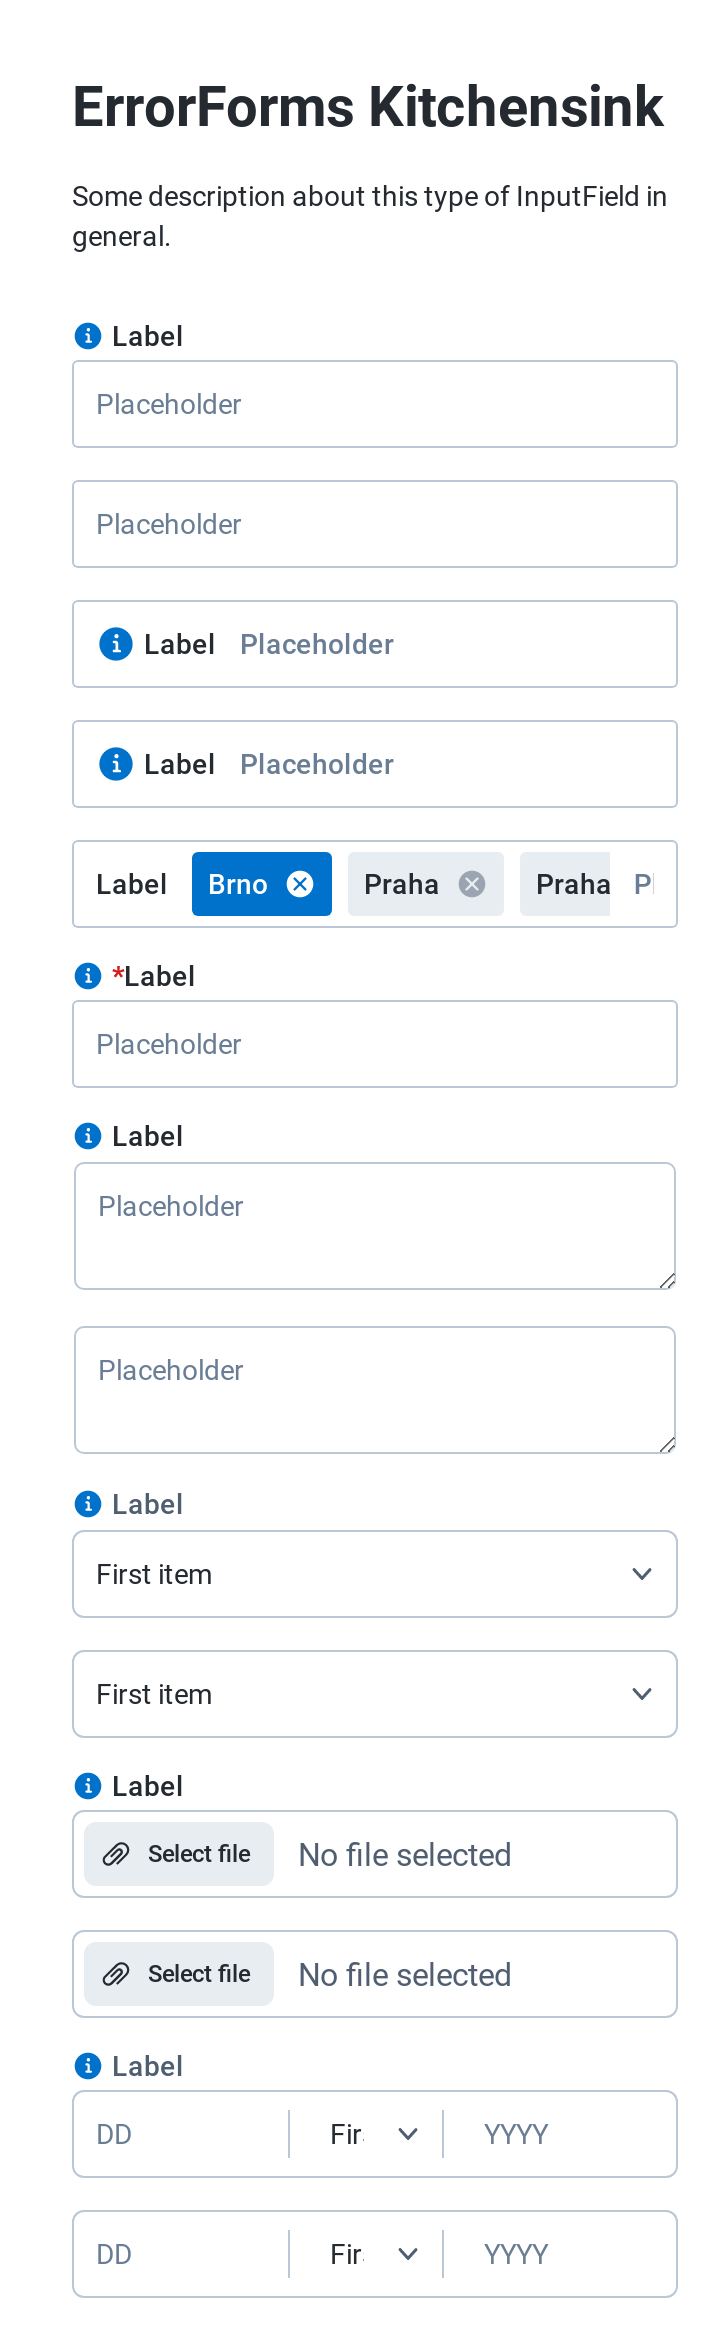 ErrorForms Kitchensink
Some description about this type of InputField in
general.
Label
Placeholder
Placeholder
Label Placeholder
Label Placeholder
Label Brno Praha Praha
*Label
Placeholder
Label
Placeholder
Placeholder
Label
First item
First item
Label
Select file No file selected
Select file No file selected
Label
DD YYYY
DD YYYY